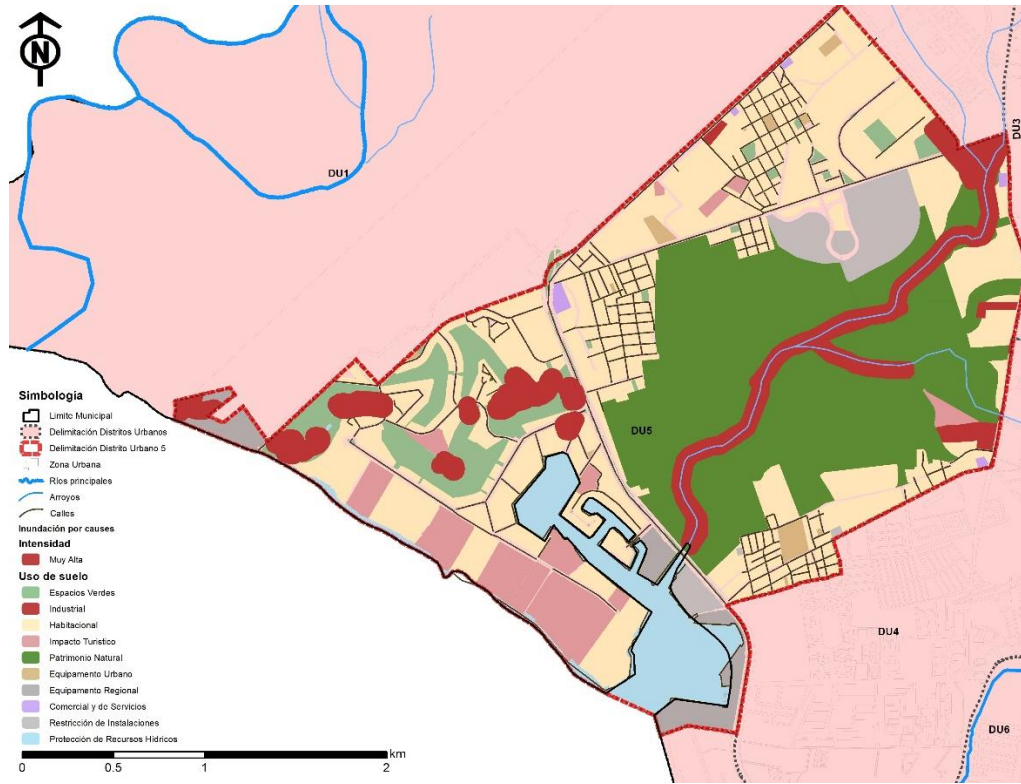 N
DU1
DU3
DU5
DU4
DU6
Simbología
Limite Municipal
Delimitación Distritos Urbanos
Delimitación Distrito Urbano 5
Zona Urbana
Ríos principales
Arroyos
Calles
Inundación por causes
Intensidad
Muy Alta
Uso de suelo
Espacios Verdes
Industrial
Habitacional
Impacto Turistico
Patrimonio Natural
Equipamento Urbano
Equipamento Regional
Comercial y de Servicios
Restricción de Instalaciones
Protección de Recursos Hídricos
km
0 0.5 1 2